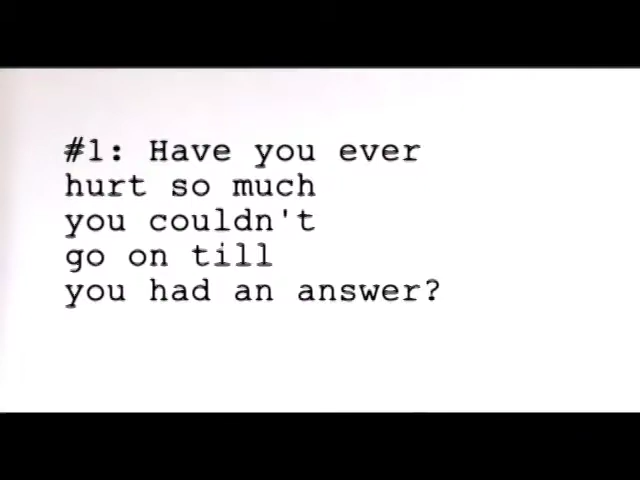 #1: Have you ever
hurt so much
you couldn't
go on till
you had an answer?